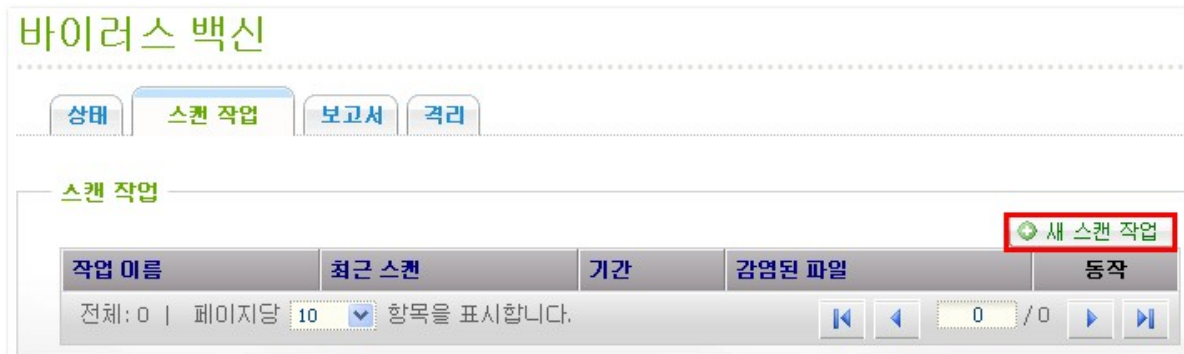 바이러스 백신
상태 스캔 작업 보고서 격리
스캔 작업
새 스캔 작업
작업 이름 최근 스캔 기간 감염된 파일 동작
전체: 0 | 페이지당 10 항목을 표시합니다. 0 / 0